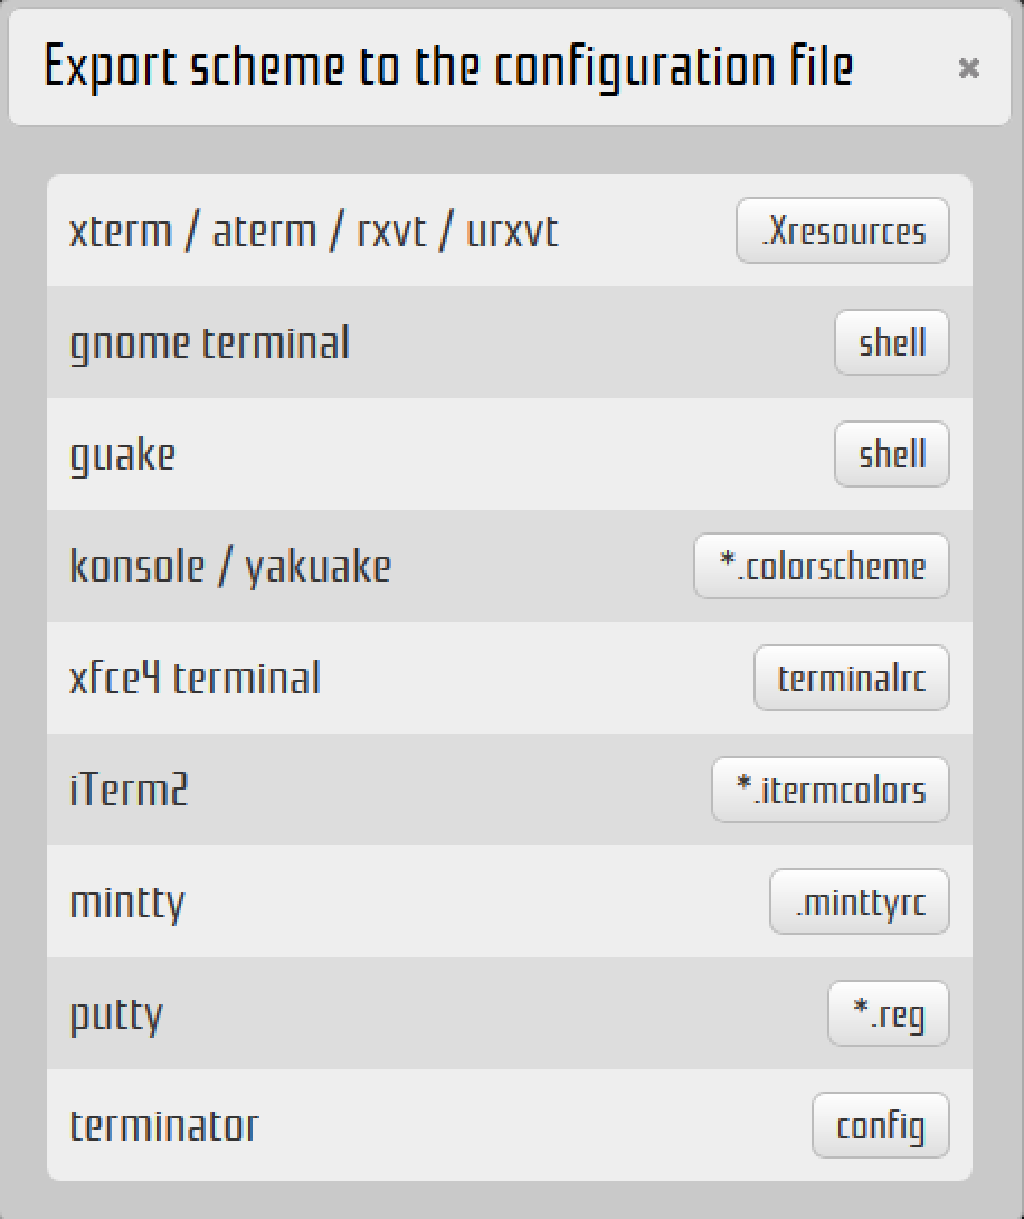 Export scheme to the configuration file
xterm / aterm / rxvt / urxvt .Xresources
gnome terminal shell
guake shell
konsole / yakuake *.colorscheme
xfce4 terminal terminalrc
iTerm2 *.itermcolors
mintty .minttyrc
putty *.reg
terminator config